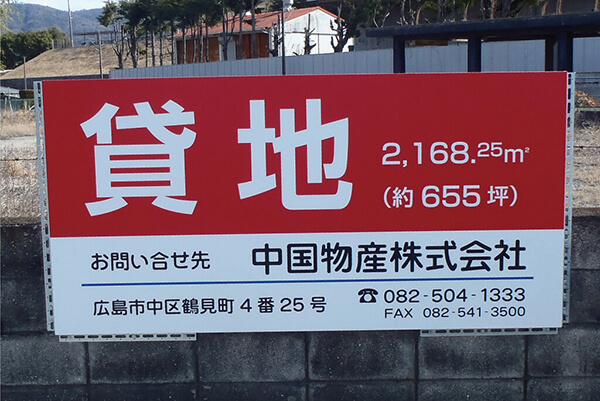 貸地
2,168.25㎡
(約655坪)
お問い合せ先 中国物産株式会社
広島市中区鶴見町4番25号
☎082-504-1333
FAX 082-541-3500